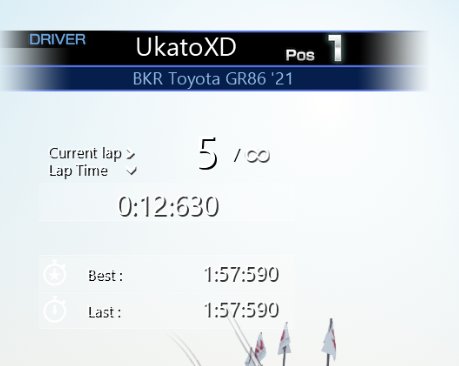 DRIVER UkatoXD Pos 1
BKR Toyota GR86 '21
Current lap 5 / ∞
Lap Time
0:12:630
Best : 1:57:590
Last : 1:57:590